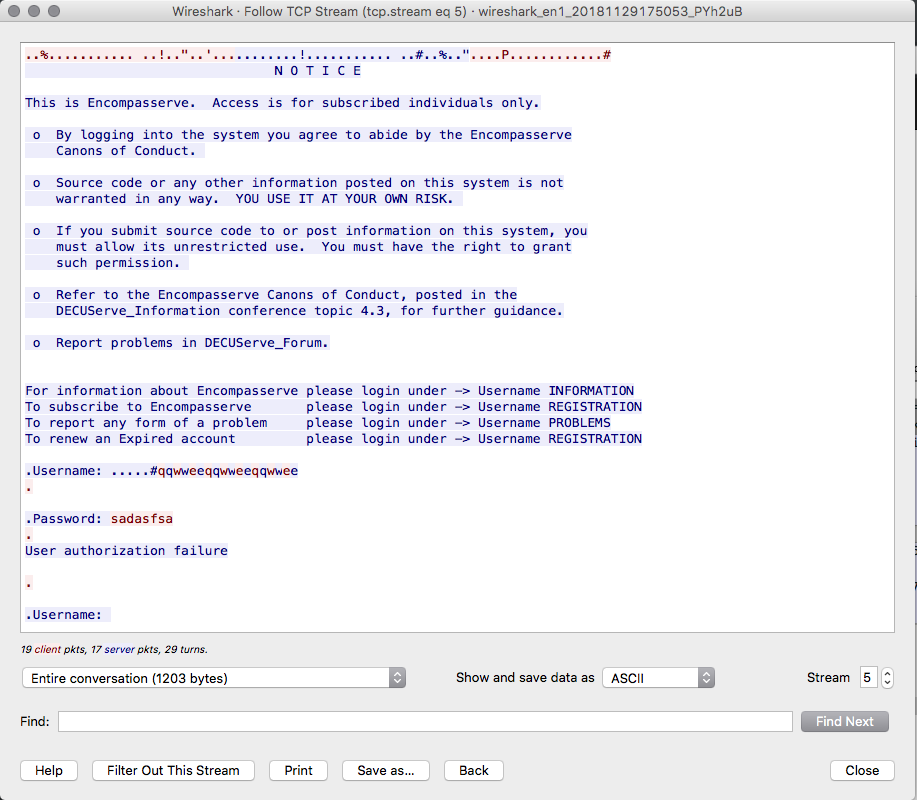 Wireshark · Follow TCP Stream (tcp.stream eq 5) · wireshark_en1_20181129175053_PYh2uB
..%........... ..!.."..'.............!........... ..#..%.."....P............#
N O T I C E
This is Encompasserve.  Access is for subscribed individuals only.
o  By logging into the system you agree to abide by the Encompasserve
Canons of Conduct.
o  Source code or any other information posted on this system is not
warranted in any way.  YOU USE IT AT YOUR OWN RISK.
o  If you submit source code to or post information on this system, you
must allow its unrestricted use.  You must have the right to grant
such permission.
o  Refer to the Encompasserve Canons of Conduct, posted in the
DECUServe_Information conference topic 4.3, for further guidance.
o  Report problems in DECUServe_Forum.
For information about Encompasserve please login under —> Username INFORMATION
To subscribe to Encompasserve       please login under —> Username REGISTRATION
To report any form of a problem     please login under —> Username PROBLEMS
To renew an Expired account         please login under —> Username REGISTRATION
.Username: .....#qqwweeqqwweeqqwwee
.
.Password: sadasfsa
.
User authorization failure
.
.Username:
19 client pkts, 17 server pkts, 29 turns.
Entire conversation (1203 bytes)
Show and save data as
ASCII
Stream
5
Find:
Find Next
Help
Filter Out This Stream
Print
Save as...
Back
Close